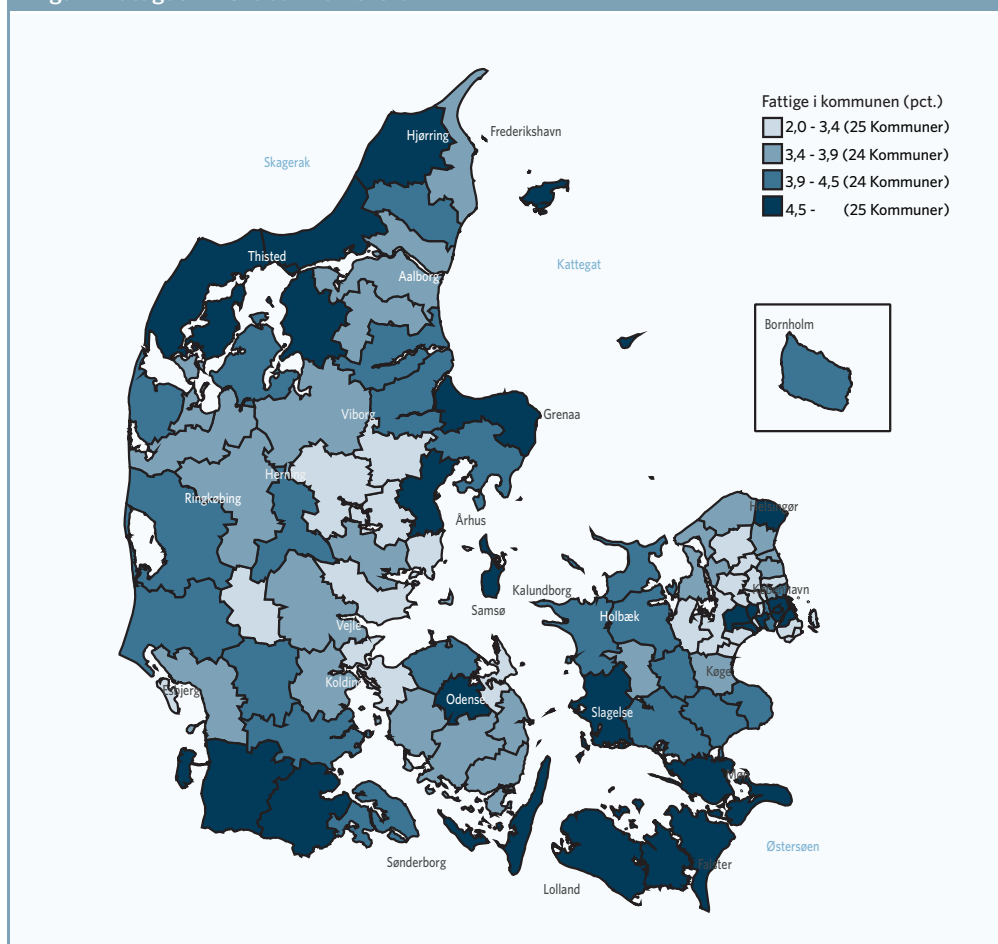 Fattige i kommunen (pct.)
2,0 - 3,4 (25 Kommuner)
3,4 - 3,9 (24 Kommuner)
3,9 - 4,5 (24 Kommuner)
4,5 - (25 Kommuner)
Hjørring
Frederikshavn
Skagerak
Thisted
Aalborg
Kattegat
Bornholm
Viborg
Grenaa
Herning
Ringkøbing
Århus
Helsingør
Kalundborg
København
Samsø
Holbæk
Vejle
Køge
Kolding
Esbjerg
Odense
Slagelse
Østersøen
Sønderborg
Falster
Lolland